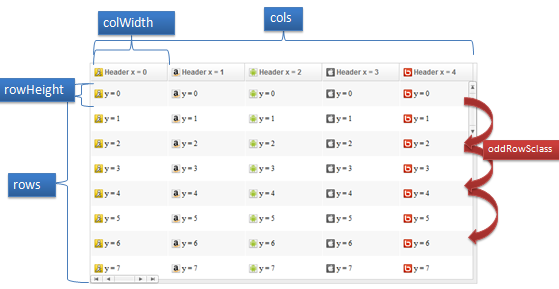 colWidth
cols
Header x = 0 Header x = 1 Header x = 2 Header x = 3 Header x = 4
rowHeight
y = 0 y = 0 y = 0 y = 0 y = 0
y = 1 y = 1 y = 1 y = 1 y = 1
y = 2 y = 2 y = 2 y = 2 y = 2
oddRowSclass
y = 3 y = 3 y = 3 y = 3 y = 3
rows
y = 4 y = 4 y = 4 y = 4 y = 4
y = 5 y = 5 y = 5 y = 5 y = 5
y = 6 y = 6 y = 6 y = 6 y = 6
y = 7 y = 7 y = 7 y = 7 y = 7